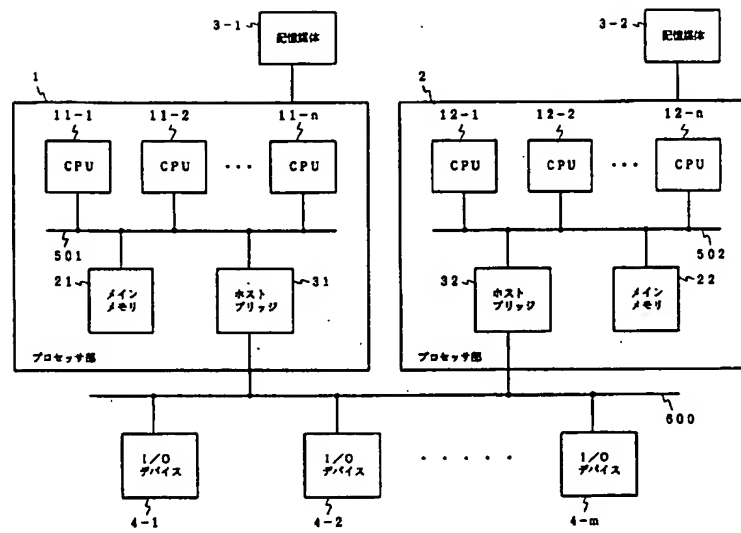 3-1
記憶媒体
3-2
記憶媒体
1
2
11-1
11-2
11-n
12-1
12-2
12-n
CPU
CPU
...
CPU
CPU
CPU
...
CPU
501
502
21
メイン
メモリ
ホスト
ブリッジ
31
32
ホスト
ブリッジ
メイン
メモリ
22
プロセッサ部
プロセッサ部
600
I/O
デバイス
I/O
デバイス
.....
I/O
デバイス
4-1
4-2
4-m